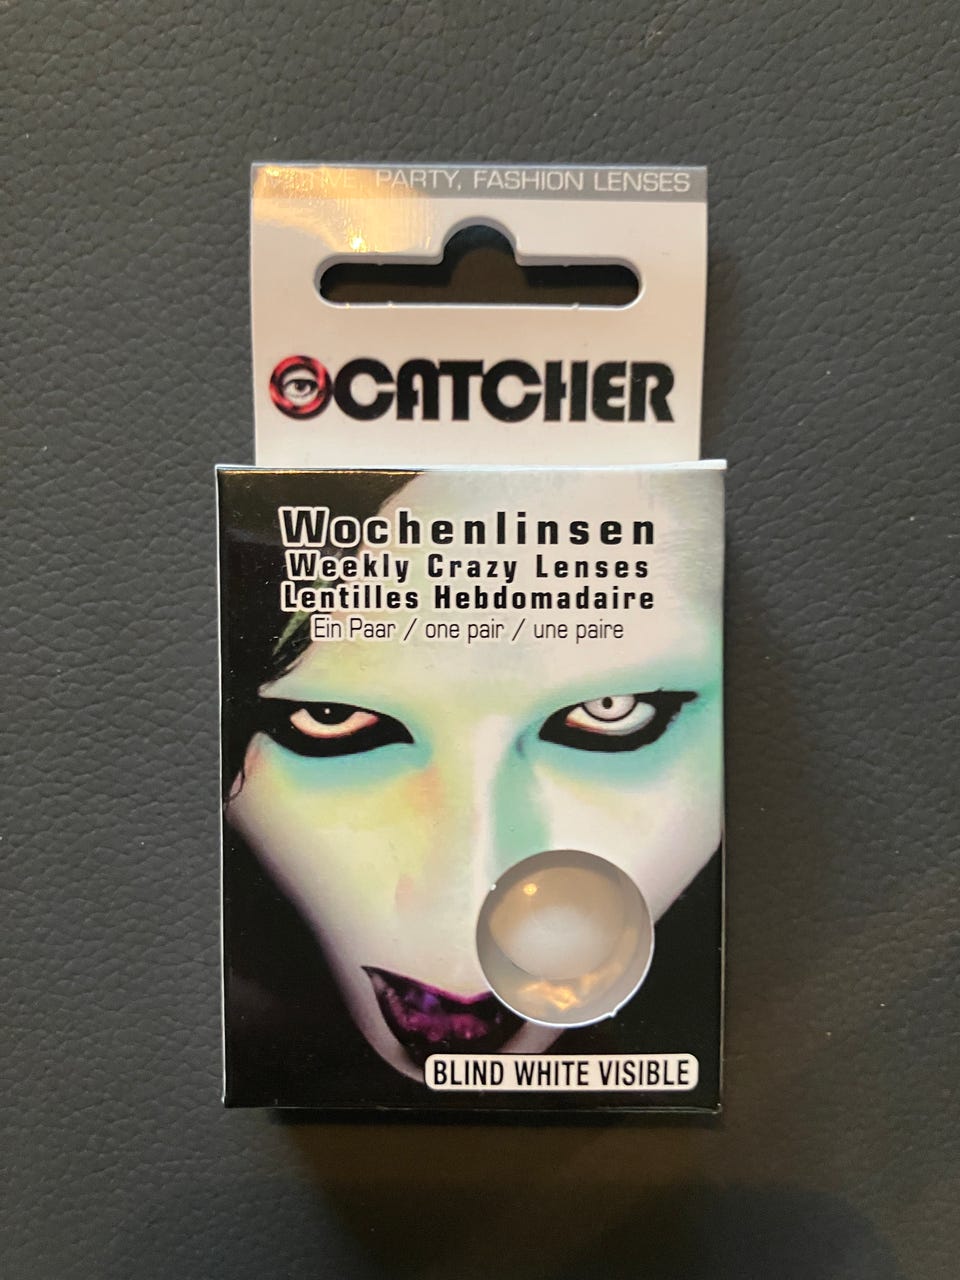 PARTY, FASHION LENSES
CATCHER
Wochenlinsen
Weekly Crazy Lenses
Lentilles Hebdomadaire
Ein Paar / one pair / une paire
BLIND WHITE VISIBLE